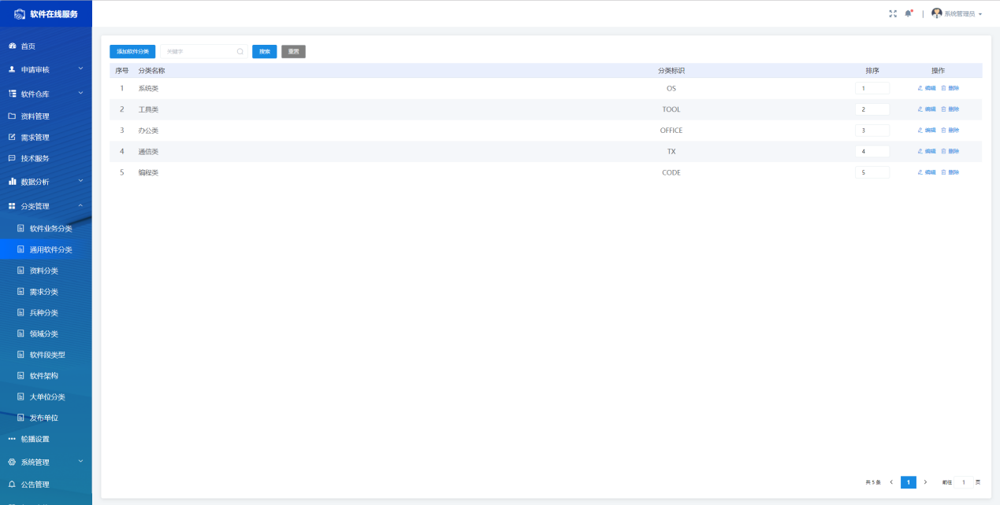 软件在线服务
系统管理员
首页
申请审核
软件仓库
资料管理
需求管理
技术服务
数据分析
分类管理
软件业务分类
通用软件分类
资料分类
需求分类
兵种分类
领域分类
软件段类型
软件架构
大单位分类
发布单位
轮播设置
系统管理
公告管理
添加软件分类 关键字 搜索 重置
序号 分类名称 分类标识 排序 操作
1 系统类 OS 1 编辑 删除
2 工具类 TOOL 2 编辑 删除
3 办公类 OFFICE 3 编辑 删除
4 通信类 TX 4 编辑 删除
5 编程类 CODE 5 编辑 删除
共 5 条 1 前往 1 页